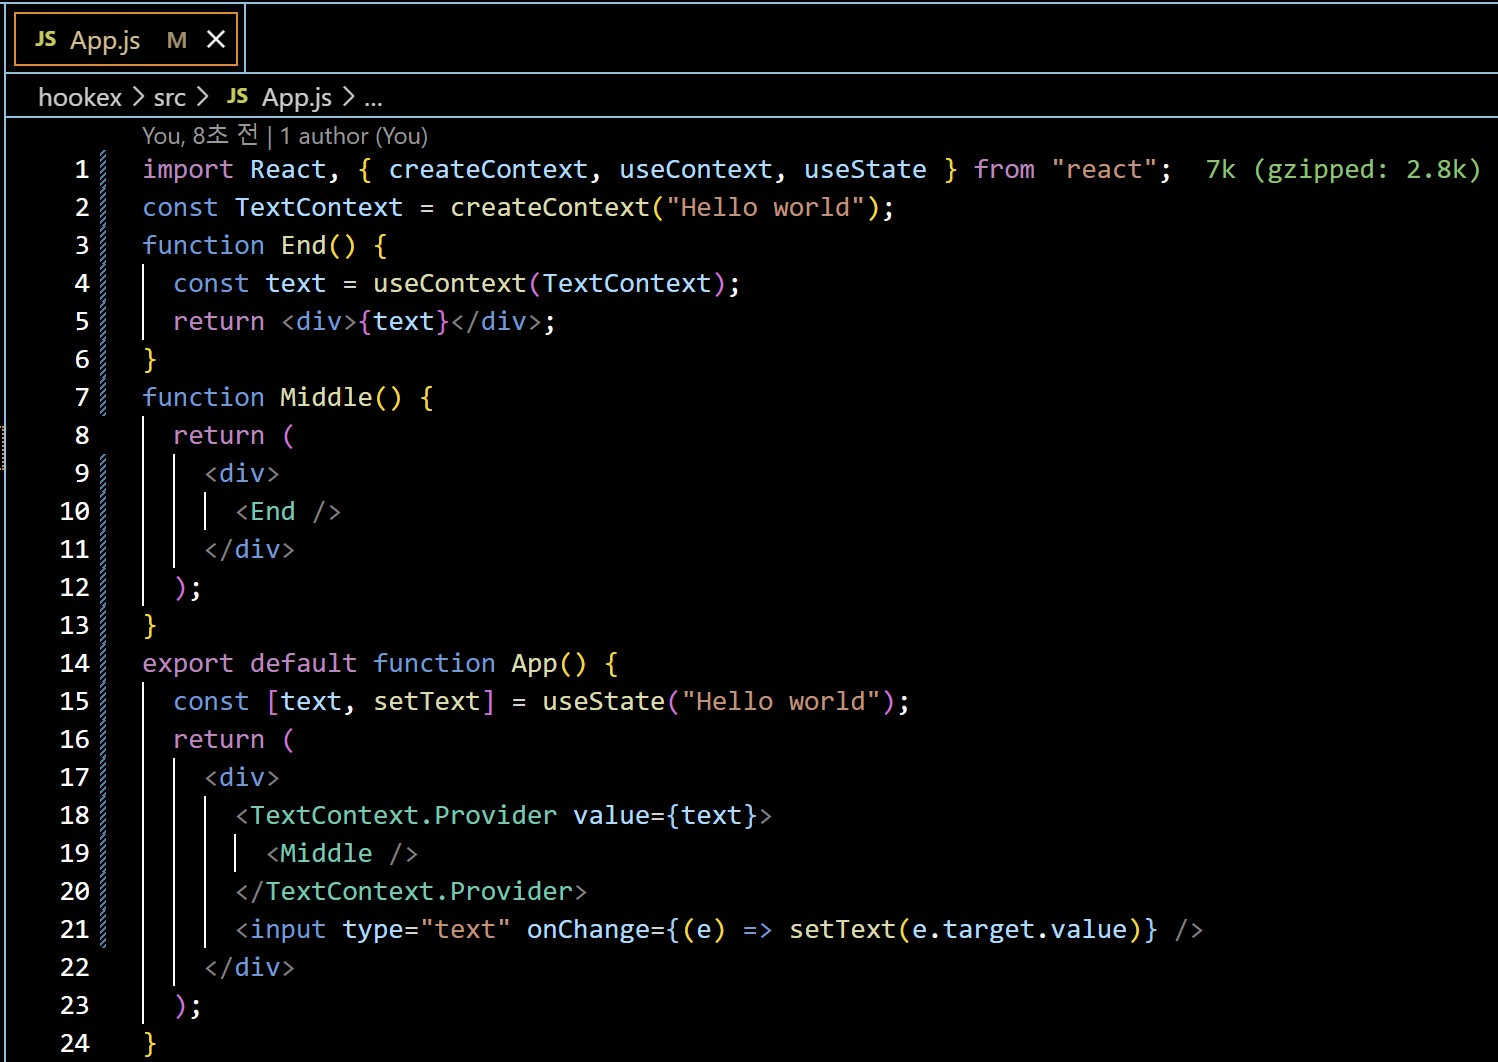 JS App.js M
hookex > src > JS App.js > ...
You, 8초 전 | 1 author (You)
1 import React, { createContext, useContext, useState } from "react"; 7k (gzipped: 2.8k)
2 const TextContext = createContext("Hello world");
3 function End() {
4   const text = useContext(TextContext);
5   return <div>{text}</div>;
6 }
7 function Middle() {
8   return (
9     <div>
10       <End />
11     </div>
12   );
13 }
14 export default function App() {
15   const [text, setText] = useState("Hello world");
16   return (
17     <div>
18       <TextContext.Provider value={text}>
19         <Middle />
20       </TextContext.Provider>
21       <input type="text" onChange={(e) => setText(e.target.value)} />
22     </div>
23   );
24 }